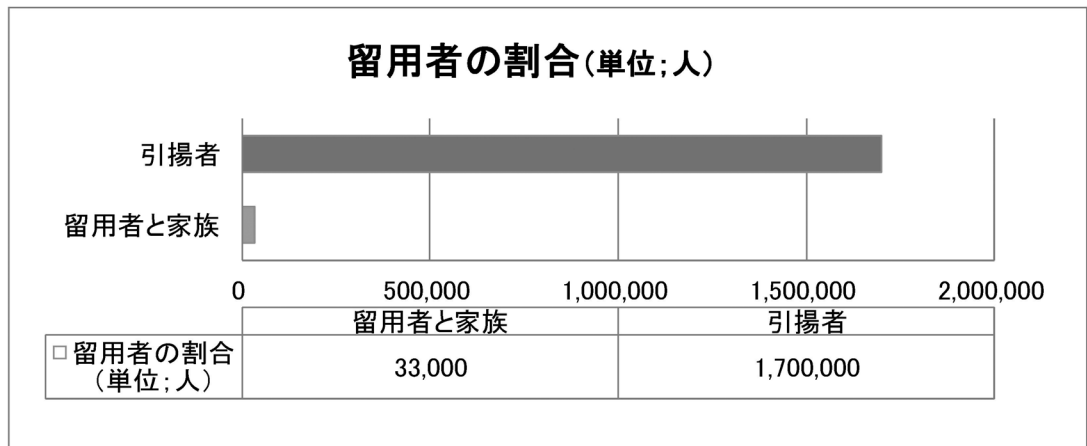 留用者の割合(単位;人)
引揚者
留用者と家族
0 500,000 1,000,000 1,500,000 2,000,000
留用者と家族 引揚者
留用者の割合
(単位;人)
33,000 1,700,000